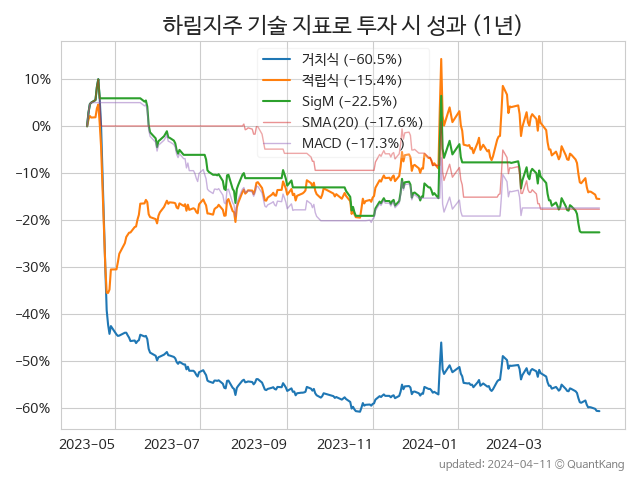 하림지주 기술 지표로 투자 시 성과 (1년)
거치식 (−60.5%)
적립식 (−15.4%)
SigM (−22.5%)
SMA(20) (−17.6%)
MACD (−17.3%)
10%
0%
−10%
−20%
−30%
−40%
−50%
−60%
2023−05
2023−07
2023−09
2023−11
2024−01
2024−03
updated: 2024−04−11 © QuantKang